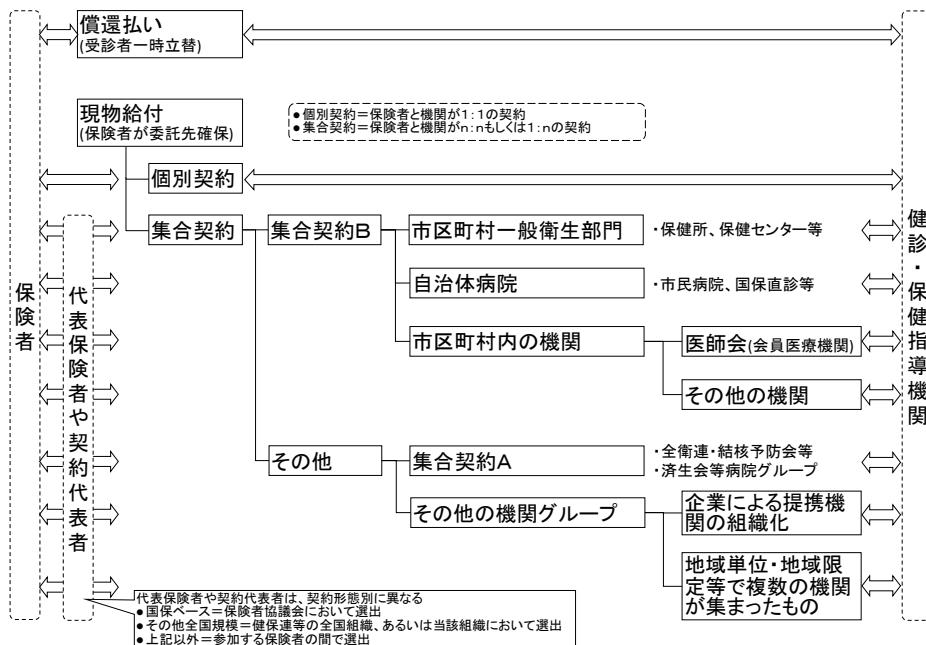 償還払い
(受診者一時立替)
現物給付
(保険者が委託先確保)
●個別契約＝保険者と機関が1：1の契約
●集合契約＝保険者と機関がn：nもしくは1：nの契約
個別契約
集合契約
集合契約B
市区町村一般衛生部門
・保健所、保健センター等
自治体病院
・市民病院、国保直診等
市区町村内の機関
医師会(会員医療機関)
その他の機関
その他
集合契約A
・全衛連・結核予防会等
・済生会等病院グループ
その他の機関グループ
企業による提携機
関の組織化
地域単位・地域限
定等で複数の機関
が集まったもの
保険者
代表保険者や契約代表者
健診・保健指導機関
代表保険者や契約代表者は、契約形態別に異なる
●国保ベース＝保険者協議会において選出
●その他全国規模＝健保連等の全国組織、あるいは当該組織において選出
●上記以外＝参加する保険者の間で選出